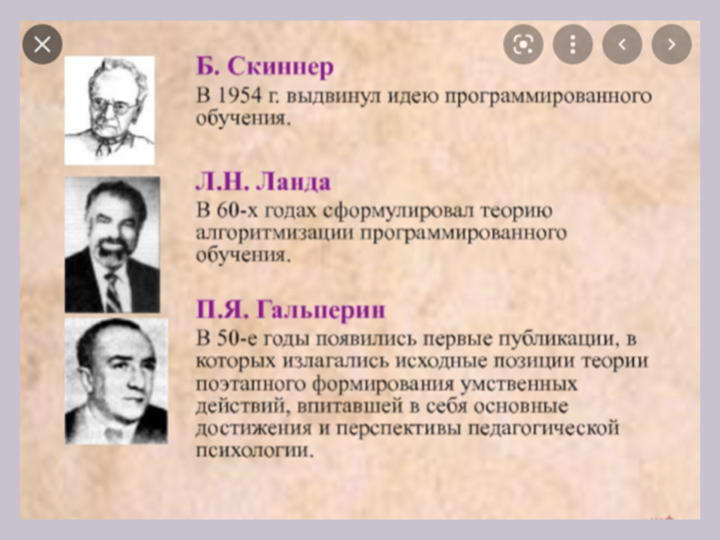 Б. Скиннер
В 1954 г. выдвинул идею программированного
обучения.
Л.Н. Ланда
В 60-х годах сформулировал теорию
алгоритмизации программированного
обучения.
П.Я. Гальперин
В 50-е годы появились первые публикации, в
которых излагались исходные позиции теории
поэтапного формирования умственных
действий, впитавшей в себя основные
достижения и перспективы педагогической
психологии.